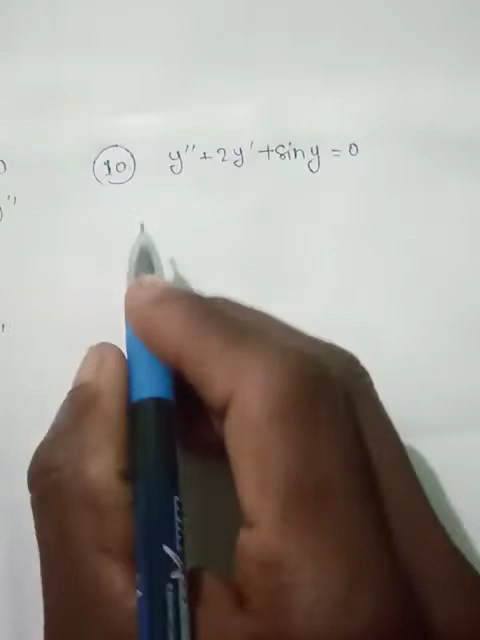 10 y'' + 2y' + sin y = 0